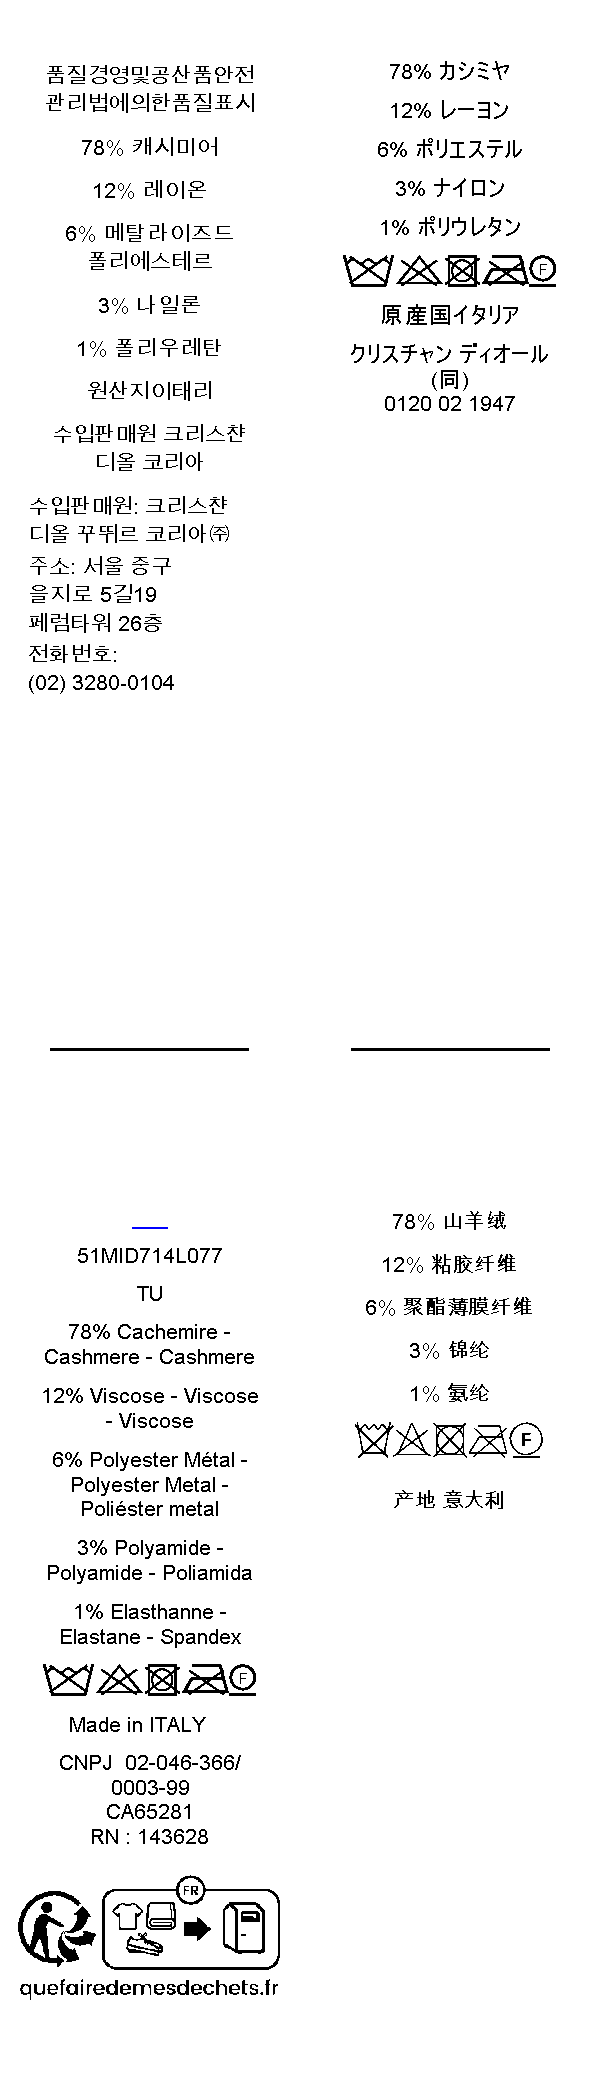 품질경영및공산품안전
관리법에의한품질표시
78% 캐시미어
12% 레이온
6% 메탈라이즈드
폴리에스테르
3% 나일론
1% 폴리우레탄
원산지이태리
수입판매원 크리스챤
디올 코리아
수입판매원: 크리스챤
디올 꾸뛰르 코리아㈜
주소: 서울 중구
을지로 5길19
페럼타워 26층
전화번호:
(02) 3280-0104
78% カシミヤ
12% レーヨン
6% ポリエステル
3% ナイロン
1% ポリウレタン
F
原産国イタリア
クリスチャン ディオール
(同)
0120 02 1947
51MID714L077
TU
78% Cachemire -
Cashmere - Cashmere
12% Viscose - Viscose
- Viscose
6% Polyester Métal -
Polyester Metal -
Poliéster metal
3% Polyamide -
Polyamide - Poliamida
1% Elasthanne -
Elastane - Spandex
F
Made in ITALY
CNPJ 02-046-366/
0003-99
CA65281
RN : 143628
FR
quefairedemesdechets.fr
78% 山羊绒
12% 粘胶纤维
6% 聚酯薄膜纤维
3% 锦纶
1% 氨纶
F
产地 意大利